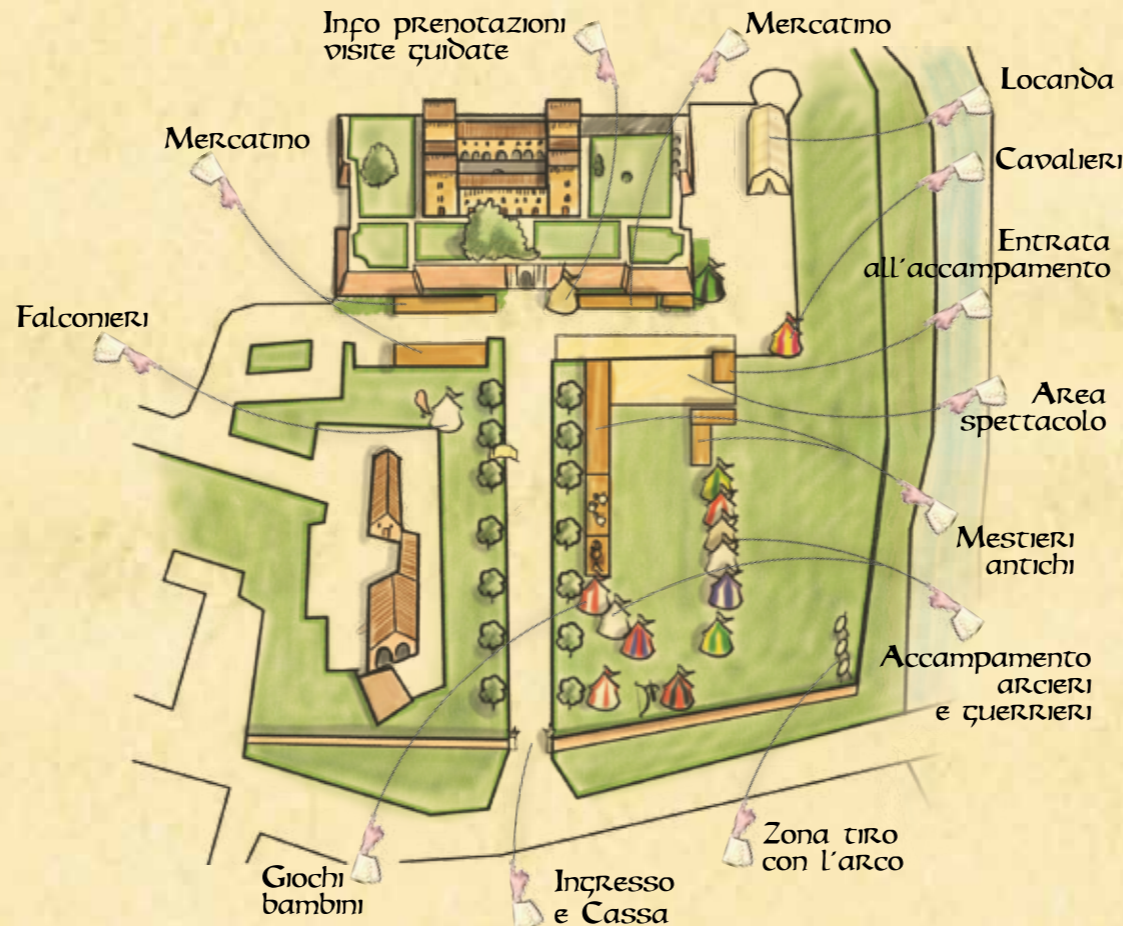 Info prenotazioni
visite guidate
Mercatino
Mercatino
Locanda
Cavalieri
Entrata
all'accampamento
Falconieri
Area
spettacolo
Mestieri
antichi
Accampamento
arcieri
e guerrieri
Zona tiro
con l'arco
Giochi
bambini
Ingresso
e Cassa